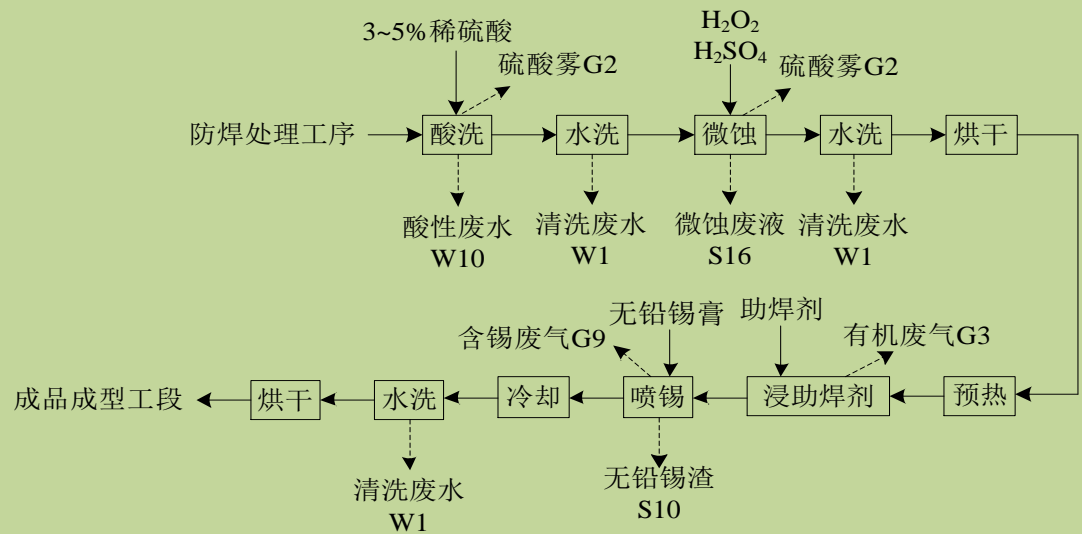 3~5%稀硫酸
硫酸雾G2
H₂O₂
H₂SO₄
硫酸雾G2
防焊处理工序
酸洗
水洗
微蚀
水洗
烘干
酸性废水
W10
清洗废水
W1
微蚀废液
S16
清洗废水
W1
含锡废气G9
无铅锡膏
助焊剂
有机废气G3
成品成型工段
烘干
水洗
冷却
喷锡
浸助焊剂
预热
清洗废水
W1
无铅锡渣
S10